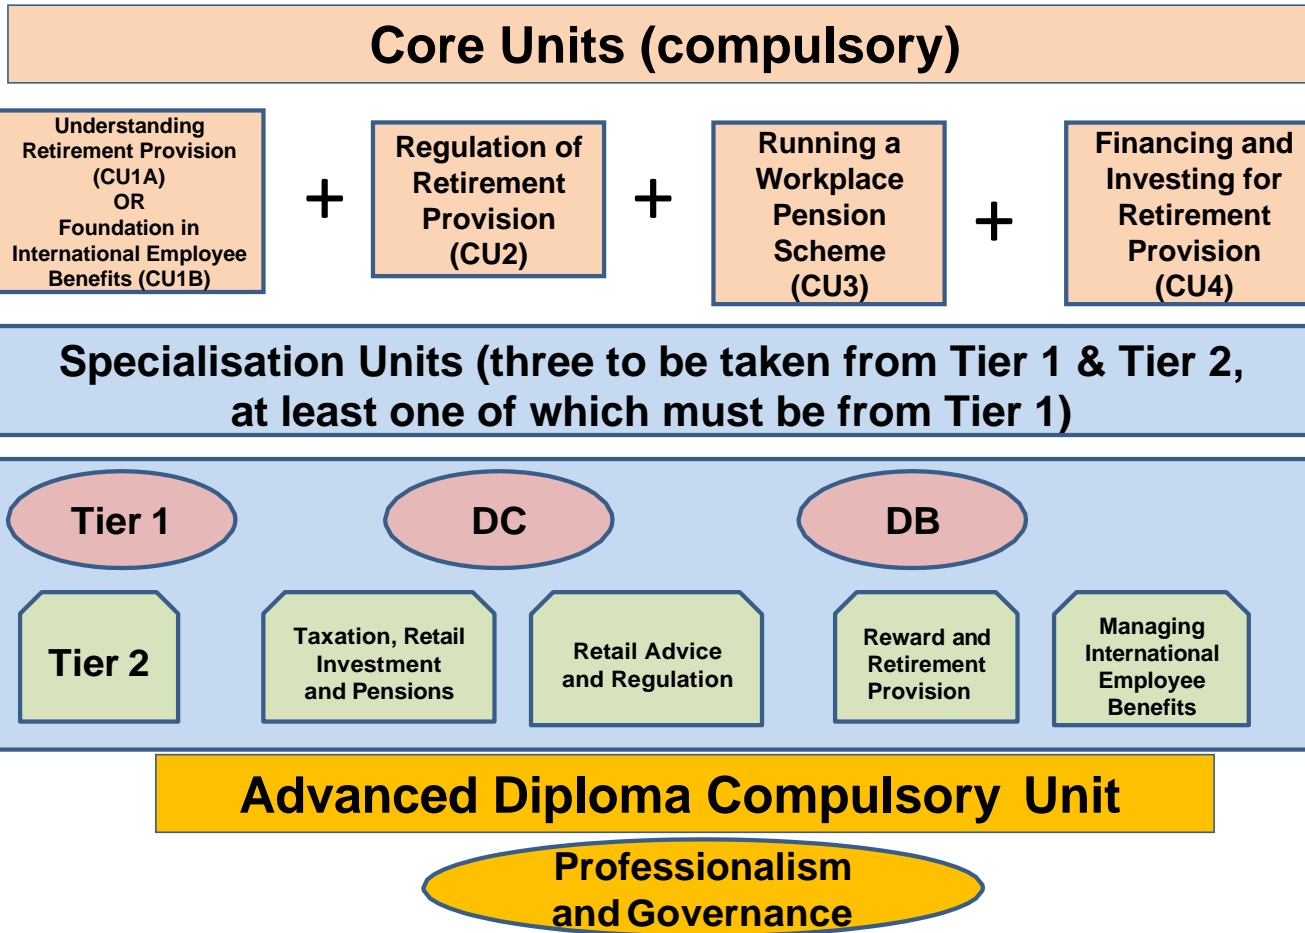 Core Units (compulsory)
Understanding
Retirement Provision
(CU1A)
OR
Foundation in
International Employee
Benefits (CU1B)
+
Regulation of
Retirement
Provision
(CU2)
+
Running a
Workplace
Pension
Scheme
(CU3)
+
Financing and
Investing for
Retirement
Provision
(CU4)
Specialisation Units (three to be taken from Tier 1 & Tier 2,
at least one of which must be from Tier 1)
Tier 1
DC
DB
Tier 2
Taxation, Retail
Investment
and Pensions
Retail Advice
and Regulation
Reward and
Retirement
Provision
Managing
International
Employee
Benefits
Advanced Diploma Compulsory Unit
Professionalism
and Governance